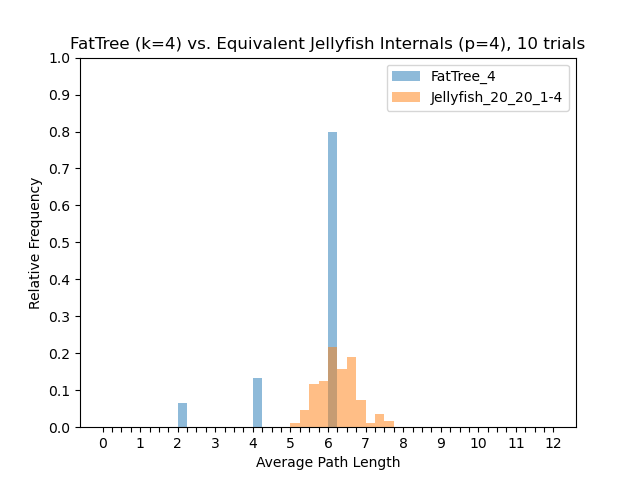 FatTree (k=4) vs. Equivalent Jellyfish Internals (p=4), 10 trials
1.0
0.9
0.8
0.7
0.6
0.5
0.4
0.3
0.2
0.1
0.0
Relative Frequency
FatTree_4
Jellyfish_20_20_1-4
0 1 2 3 4 5 6 7 8 9 10 11 12
Average Path Length